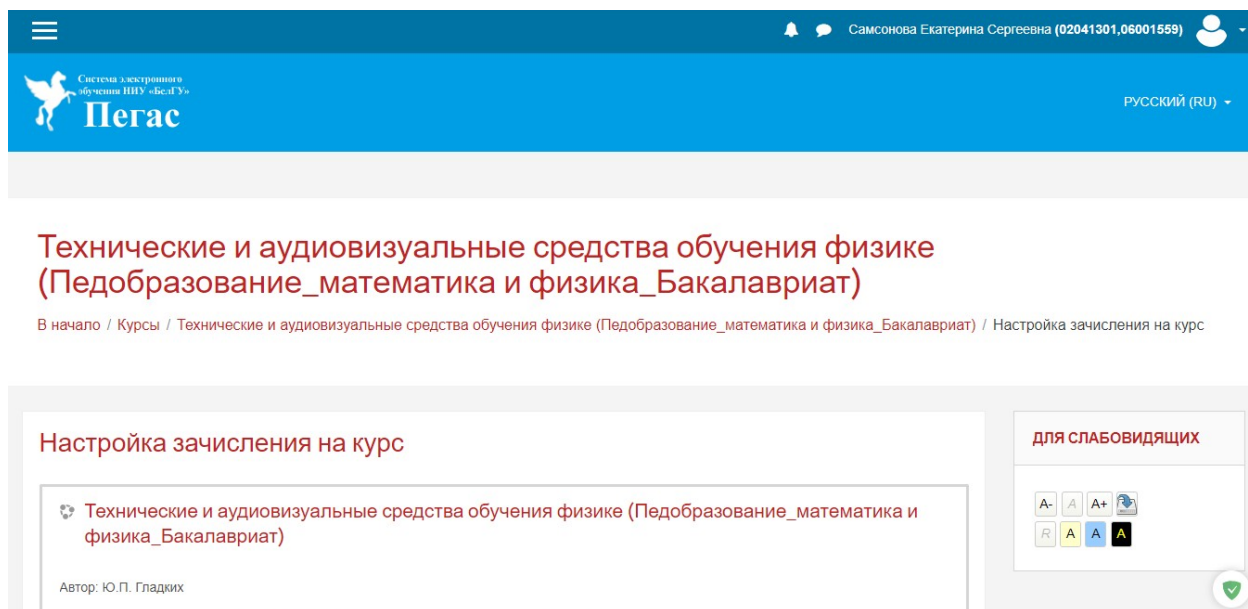 Самсонова Екатерина Сергеевна (02041301,06001559)
Система электронного
обучения НИУ «БелГУ»
Пегас
РУССКИЙ (RU)
Технические и аудиовизуальные средства обучения физике
(Педобразование_математика и физика_Бакалавриат)
В начало / Курсы / Технические и аудиовизуальные средства обучения физике (Педобразование_математика и физика_Бакалавриат) / Настройка зачисления на курс
Настройка зачисления на курс
ДЛЯ СЛАБОВИДЯЩИХ
Технические и аудиовизуальные средства обучения физике (Педобразование_математика и
физика_Бакалавриат)
A- A A+
R A A A
Автор: Ю.П. Гладких